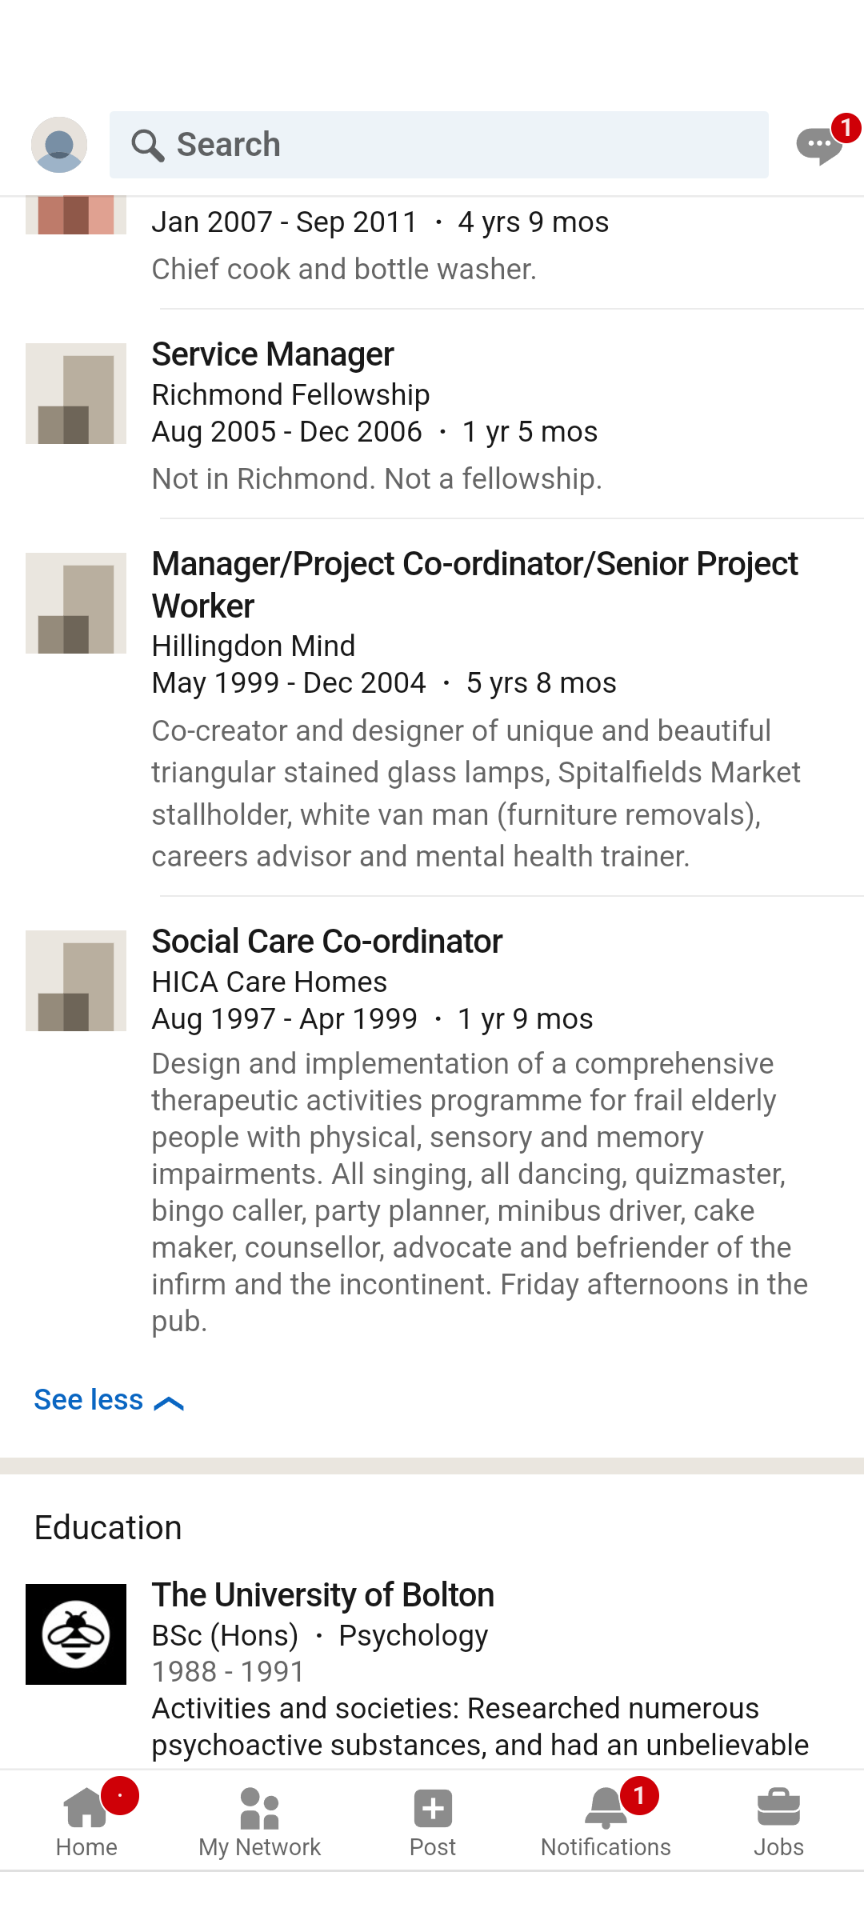 Search
1
Jan 2007 - Sep 2011 · 4 yrs 9 mos
Chief cook and bottle washer.
Service Manager
Richmond Fellowship
Aug 2005 - Dec 2006 · 1 yr 5 mos
Not in Richmond. Not a fellowship.
Manager/Project Co-ordinator/Senior Project
Worker
Hillingdon Mind
May 1999 - Dec 2004 · 5 yrs 8 mos
Co-creator and designer of unique and beautiful
triangular stained glass lamps, Spitalfields Market
stallholder, white van man (furniture removals),
careers advisor and mental health trainer.
Social Care Co-ordinator
HICA Care Homes
Aug 1997 - Apr 1999 · 1 yr 9 mos
Design and implementation of a comprehensive
therapeutic activities programme for frail elderly
people with physical, sensory and memory
impairments. All singing, all dancing, quizmaster,
bingo caller, party planner, minibus driver, cake
maker, counsellor, advocate and befriender of the
infirm and the incontinent. Friday afternoons in the
pub.
See less
Education
The University of Bolton
BSc (Hons) · Psychology
1988 - 1991
Activities and societies: Researched numerous
psychoactive substances, and had an unbelievable
1
Home My Network Post Notifications Jobs